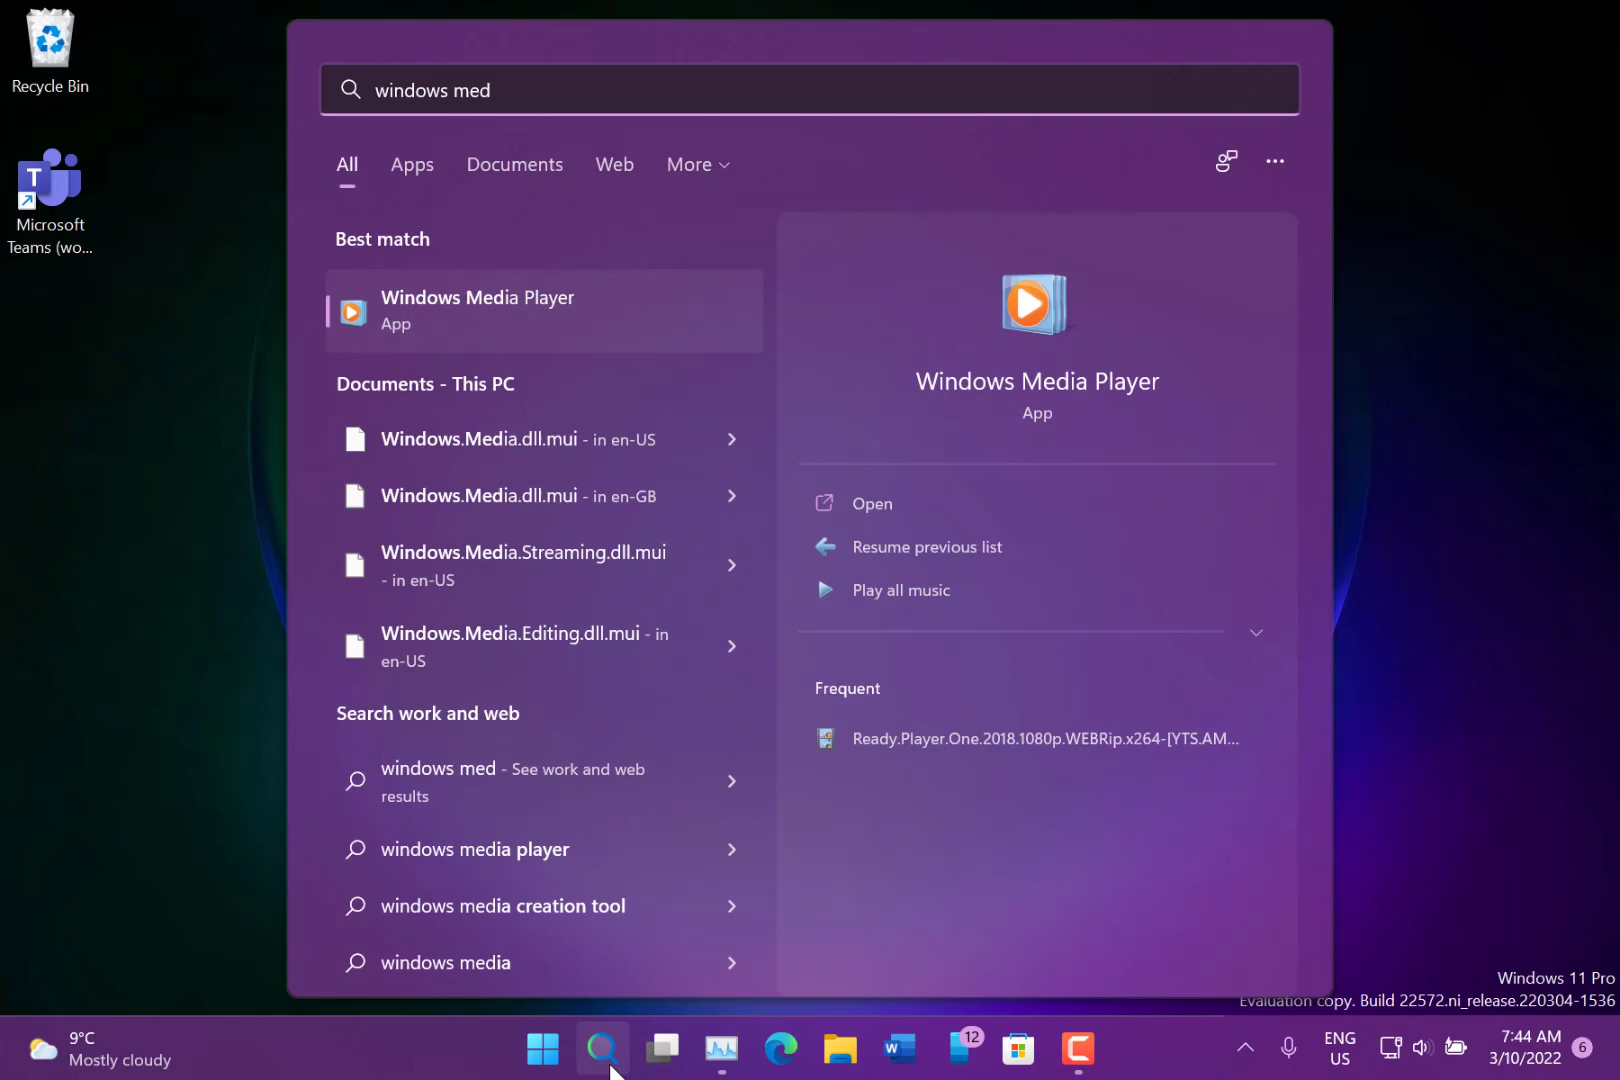 Recycle Bin
Microsoft
Teams (wo...
windows med
All
Apps
Documents
Web
More
Best match
Windows Media Player
App
Documents - This PC
Windows.Media.dll.mui - in en-US
Windows.Media.dll.mui - in en-GB
Windows.Media.Streaming.dll.mui
- in en-US
Windows.Media.Editing.dll.mui - in
en-US
Search work and web
windows med - See work and web
results
windows media player
windows media creation tool
windows media
Windows Media Player
App
Open
Resume previous list
Play all music
Frequent
Ready.Player.One.2018.1080p.WEBRip.x264-[YTS.AM...
Windows 11 Pro
Evaluation copy. Build 22572.ni_release.220304-1536
9°C
Mostly cloudy
12
ENG
US
7:44 AM
3/10/2022
6